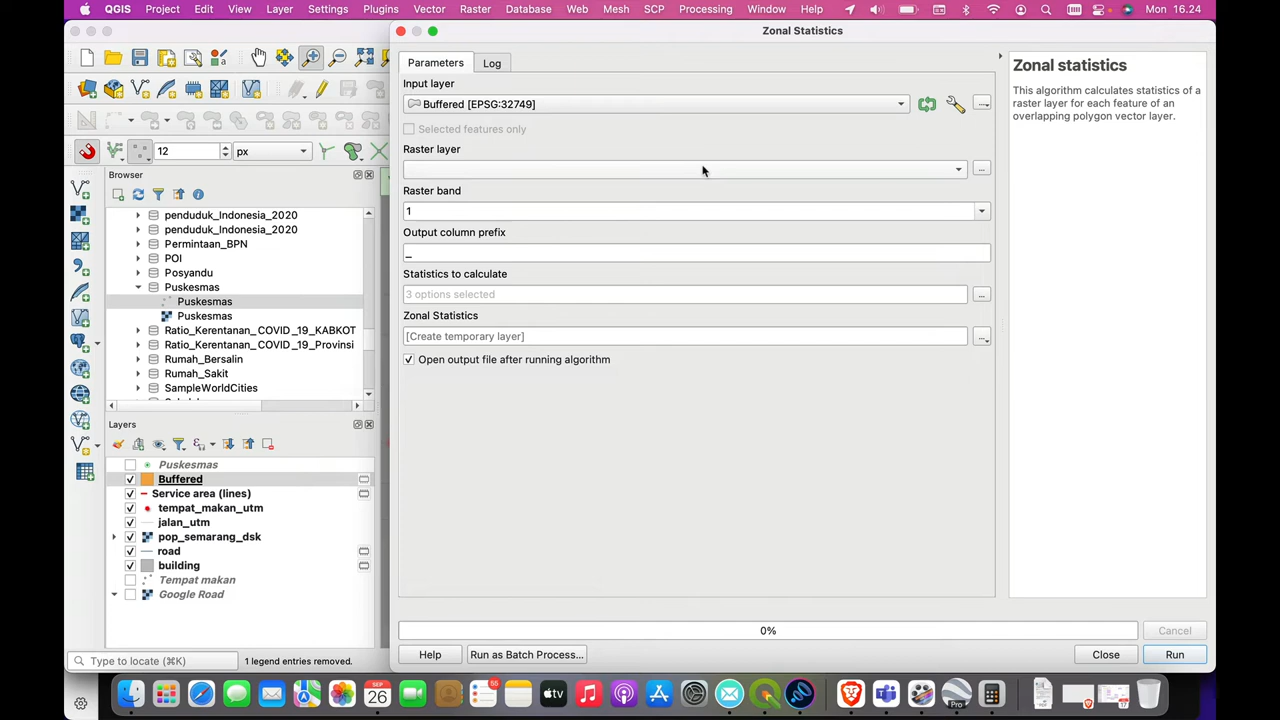 QGIS Project Edit View Layer Settings Plugins Vector Raster Database Web Mesh SCP Processing Window Help Mon 16.24
Zonal Statistics
Parameters Log
Input layer
Buffered [EPSG:32749]
Selected features only
Raster layer
Raster band
1
Output column prefix
_
Statistics to calculate
3 options selected
Zonal Statistics
[Create temporary layer]
Open output file after running algorithm
0%
Cancel
Help Run as Batch Process... Close Run
Zonal statistics
This algorithm calculates statistics of a
raster layer for each feature of an
overlapping polygon vector layer.
12 px
Browser
penduduk_Indonesia_2020
penduduk_Indonesia_2020
Permintaan_BPN
POI
Posyandu
Puskesmas
Puskesmas
Puskesmas
Ratio_Kerentanan_COVID_19_KABKOT
Ratio_Kerentanan_COVID_19_Provinsi
Rumah_Bersalin
Rumah_Sakit
SampleWorldCities
Layers
Puskesmas
Buffered
Service area (lines)
tempat_makan_utm
jalan_utm
pop_semarang_dsk
road
building
Tempat makan
Google Road
Type to locate (⌘K) 1 legend entries removed.
SEP
26
tv
55
Pro
17